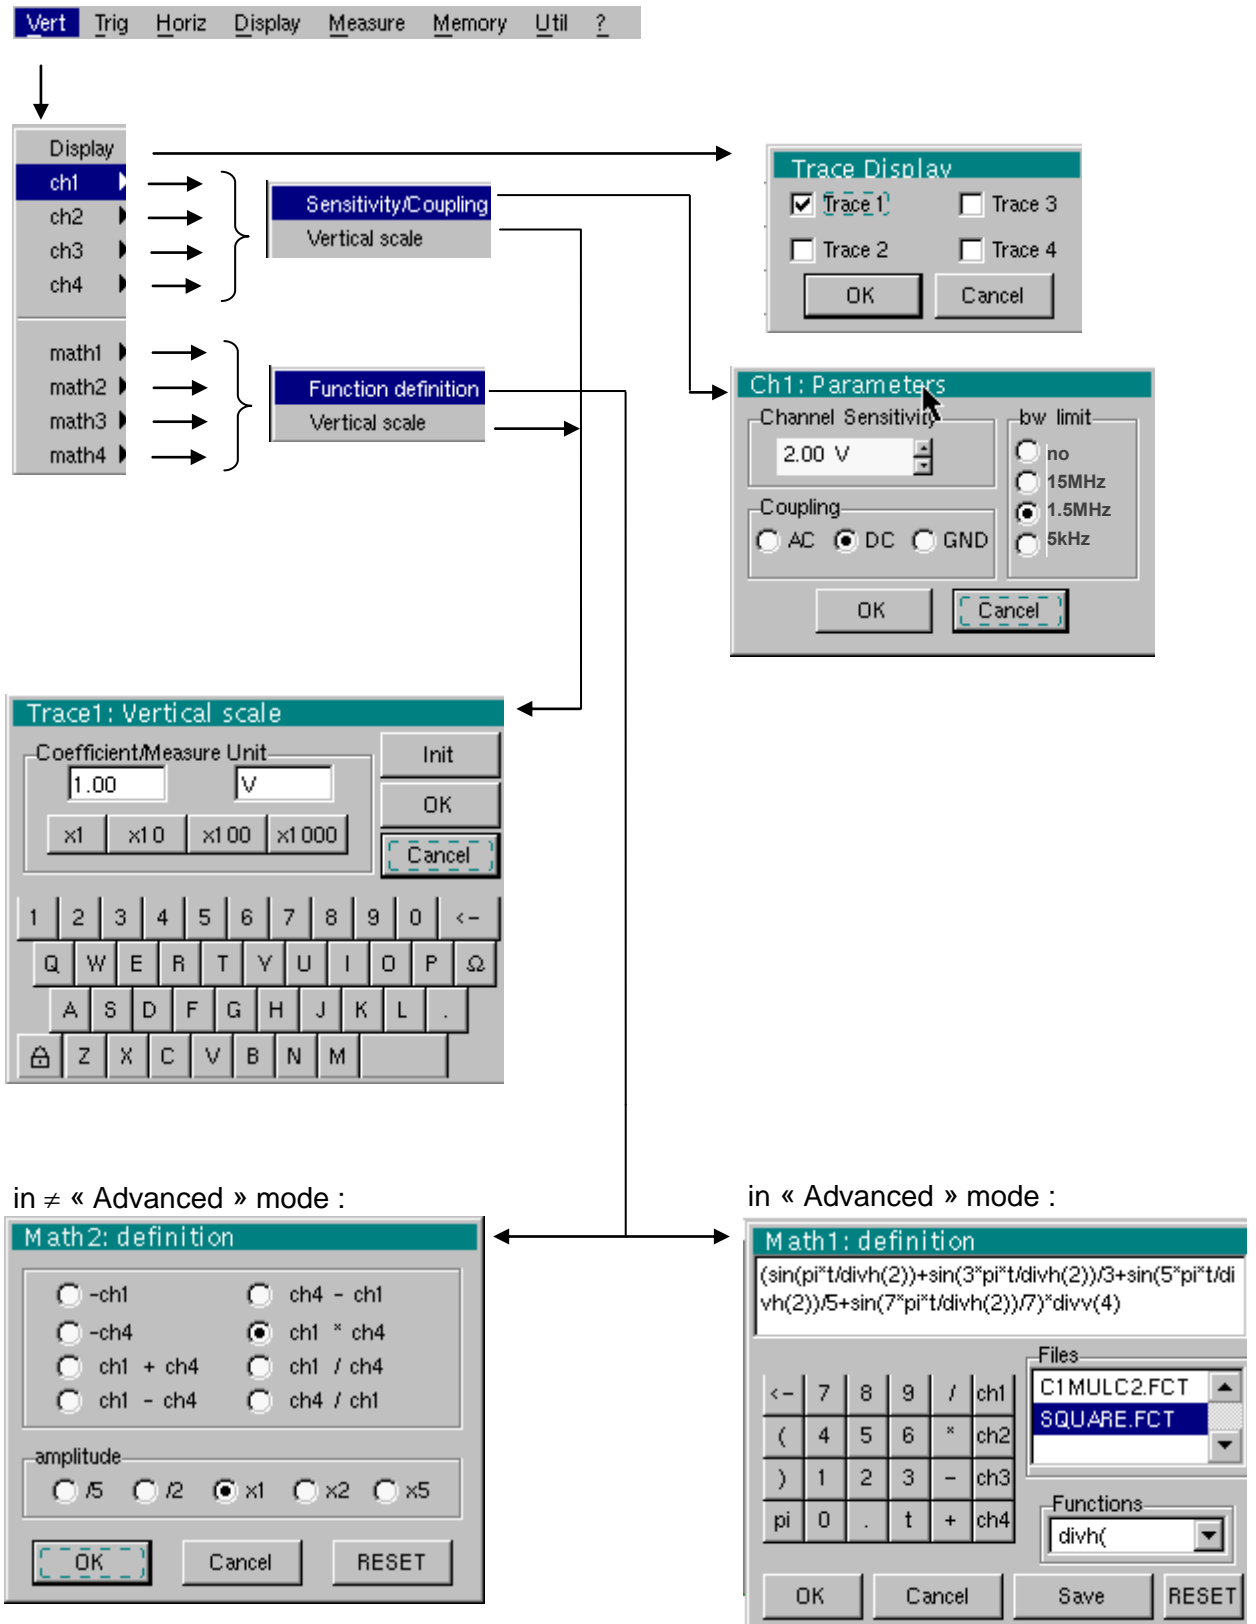 Vert Trig Horiz Display Measure Memory Util ?
Display
ch1
ch2
ch3
ch4
math1
math2
math3
math4
Sensitivity/Coupling
Vertical scale
Function definition
Vertical scale
Trace Display
Trace 1 Trace 3
Trace 2 Trace 4
OK Cancel
Ch1: Parameters
Channel Sensitivity
2.00 V
Coupling
AC DC GND
bw limit
no
15MHz
1.5MHz
5kHz
OK Cancel
Trace1: Vertical scale
Coefficient/Measure Unit
1.00 V
x1 x10 x100 x1000
Init
OK
Cancel
1 2 3 4 5 6 7 8 9 0 <-
Q W E R T Y U I O P Ω
A S D F G H J K L .
Z X C V B N M
in ≠ « Advanced » mode :
Math2: definition
-ch1 ch4 - ch1
-ch4 ch1 * ch4
ch1 + ch4 ch1 / ch4
ch1 - ch4 ch4 / ch1
amplitude
/5 /2 x1 x2 x5
OK Cancel RESET
in « Advanced » mode :
Math1: definition
(sin(pi*t/divh(2))+sin(3*pi*t/divh(2))/3+sin(5*pi*t/di
vh(2))/5+sin(7*pi*t/divh(2))/7)*divv(4)
<- 7 8 9 / ch1
( 4 5 6 * ch2
) 1 2 3 - ch3
pi 0 . t + ch4
Files
C1MULC2.FCT
SQUARE.FCT
Functions
divh(
OK Cancel Save RESET